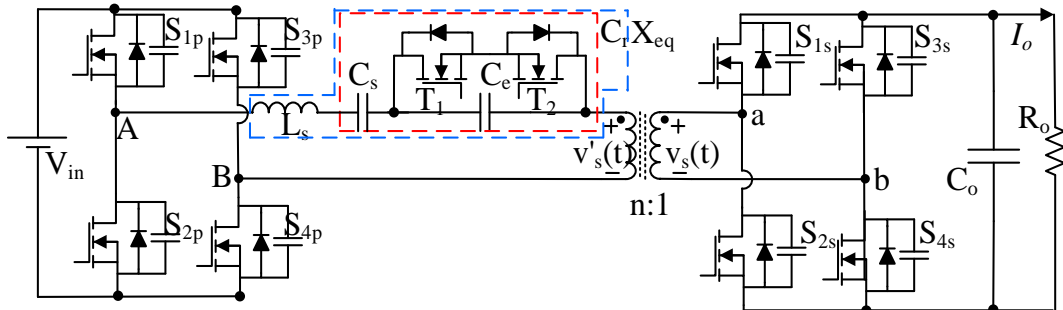 S1p
S3p
CrXeq
S1s
S3s
Io
Cs
T1
Ce
T2
A
Ls
+
+
a
Ro
Vin
v's(t)
vs(t)
B
−
−
b
Co
n:1
S2p
S4p
S2s
S4s